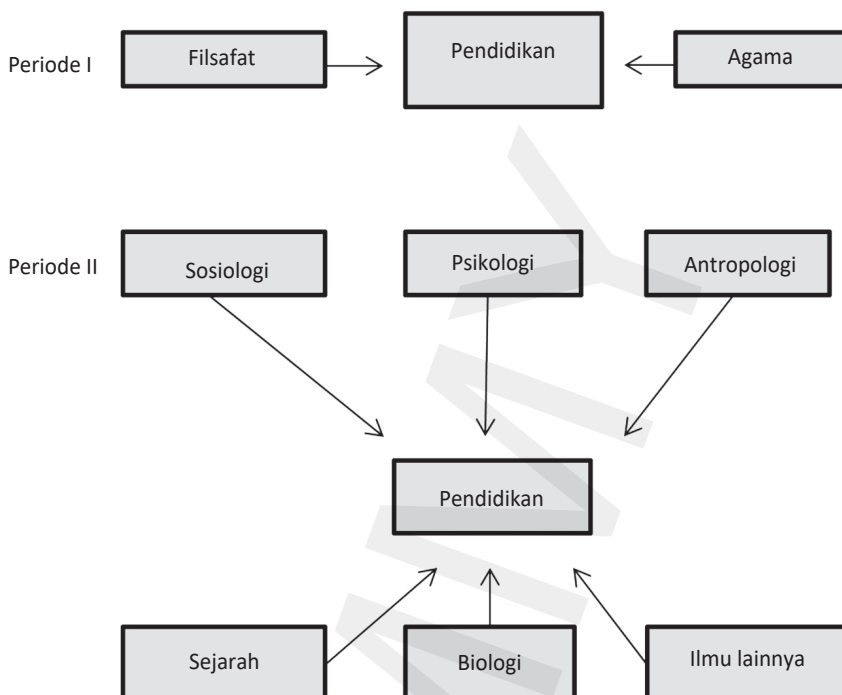 Periode I
Filsafat
Pendidikan
Agama
Periode II
Sosiologi
Psikologi
Antropologi
Pendidikan
Sejarah
Biologi
Ilmu lainnya